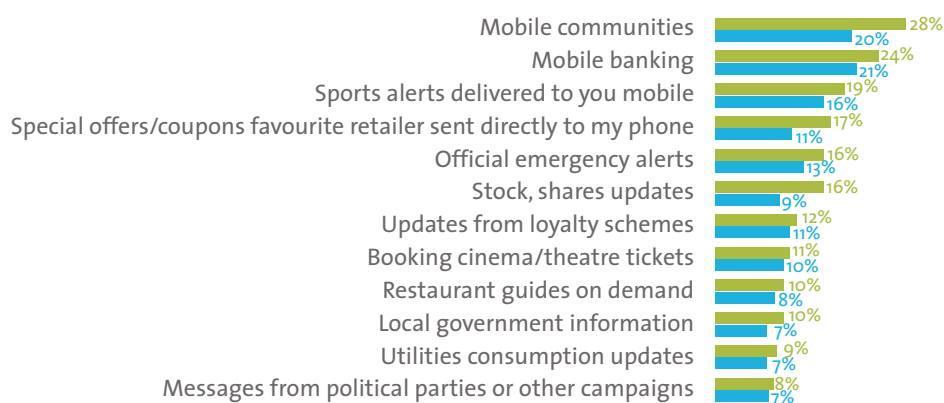 Mobile communities 28%
20%
Mobile banking 24%
21%
Sports alerts delivered to you mobile 19%
16%
Special offers/coupons favourite retailer sent directly to my phone 17%
11%
Official emergency alerts 16%
13%
Stock, shares updates 16%
9%
Updates from loyalty schemes 12%
11%
Booking cinema/theatre tickets 11%
10%
Restaurant guides on demand 10%
8%
Local government information 10%
7%
Utilities consumption updates 9%
7%
Messages from political parties or other campaigns 8%
7%